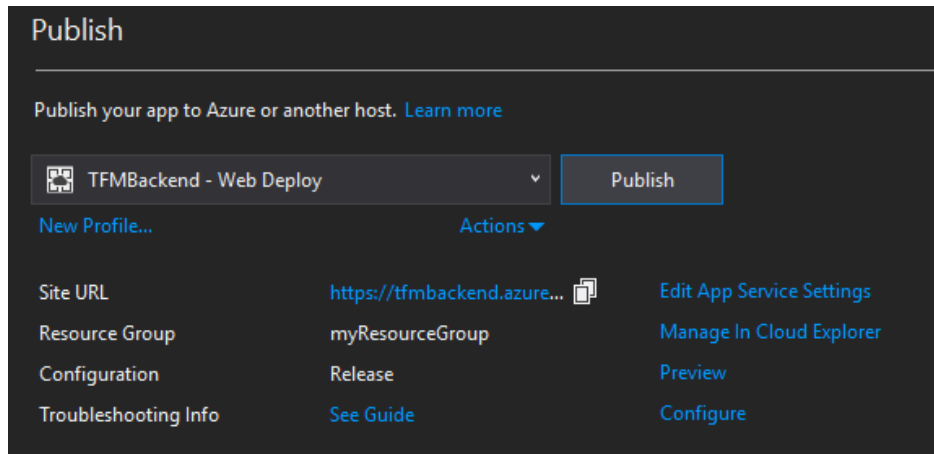 Publish
Publish your app to Azure or another host. Learn more
TFMBackend - Web Deploy Publish
New Profile... Actions
Site URL https://tfmbackend.azure... Edit App Service Settings
Resource Group myResourceGroup Manage In Cloud Explorer
Configuration Release Preview
Troubleshooting Info See Guide Configure